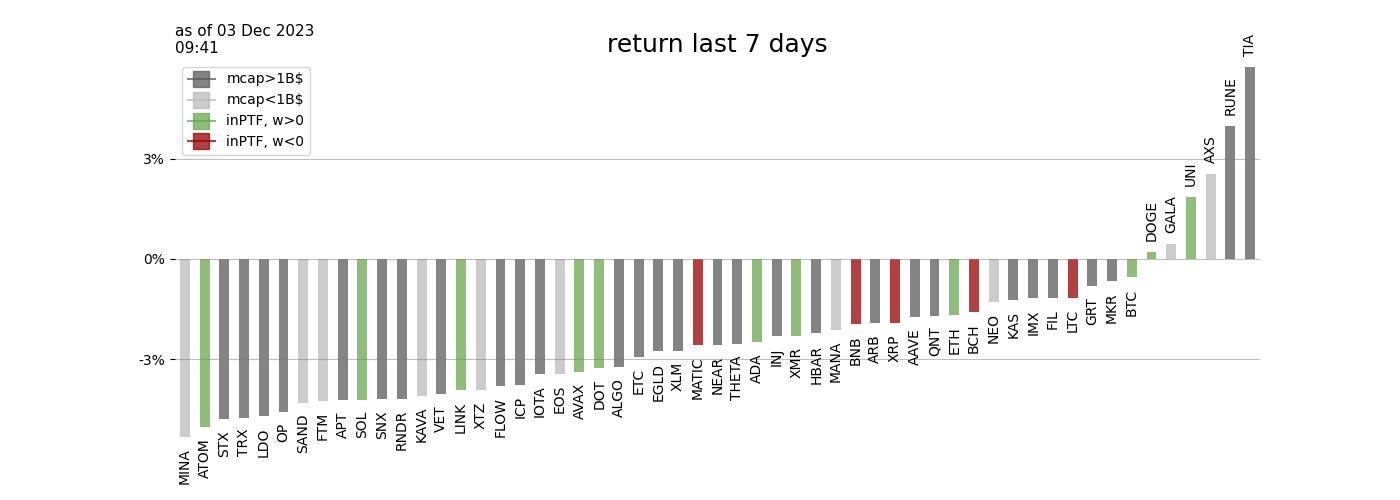 as of 03 Dec 2023
09:41
return last 7 days
mcap>1B$
mcap<1B$
inPTF, w>0
inPTF, w<0
3%
0%
-3%
MINA
ATOM
STX
TRX
LDO
OP
SAND
FTM
APT
SOL
SNX
RNDR
KAVA
VET
LINK
XTZ
FLOW
ICP
IOTA
EOS
AVAX
DOT
ALGO
ETC
EGLD
XLM
MATIC
NEAR
THETA
ADA
INJ
XMR
HBAR
MANA
BNB
ARB
XRP
AAVE
QNT
ETH
BCH
NEO
KAS
IMX
FIL
LTC
GRT
MKR
BTC
DOGE
GALA
UNI
AXS
RUNE
TIA